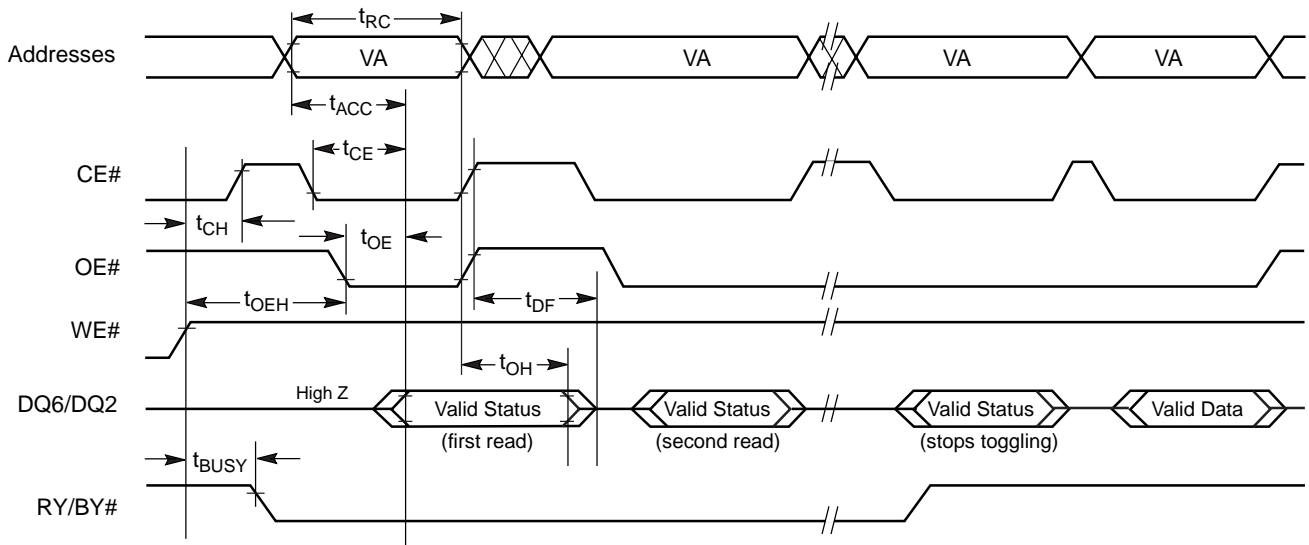 tRC
Addresses VA VA VA VA
tACC
tCE
CE#
tCH tOE
OE#
tOEH tDF
WE#
tOH
High Z
DQ6/DQ2 Valid Status Valid Status Valid Status Valid Data
(first read) (second read) (stops toggling)
tBUSY
RY/BY#